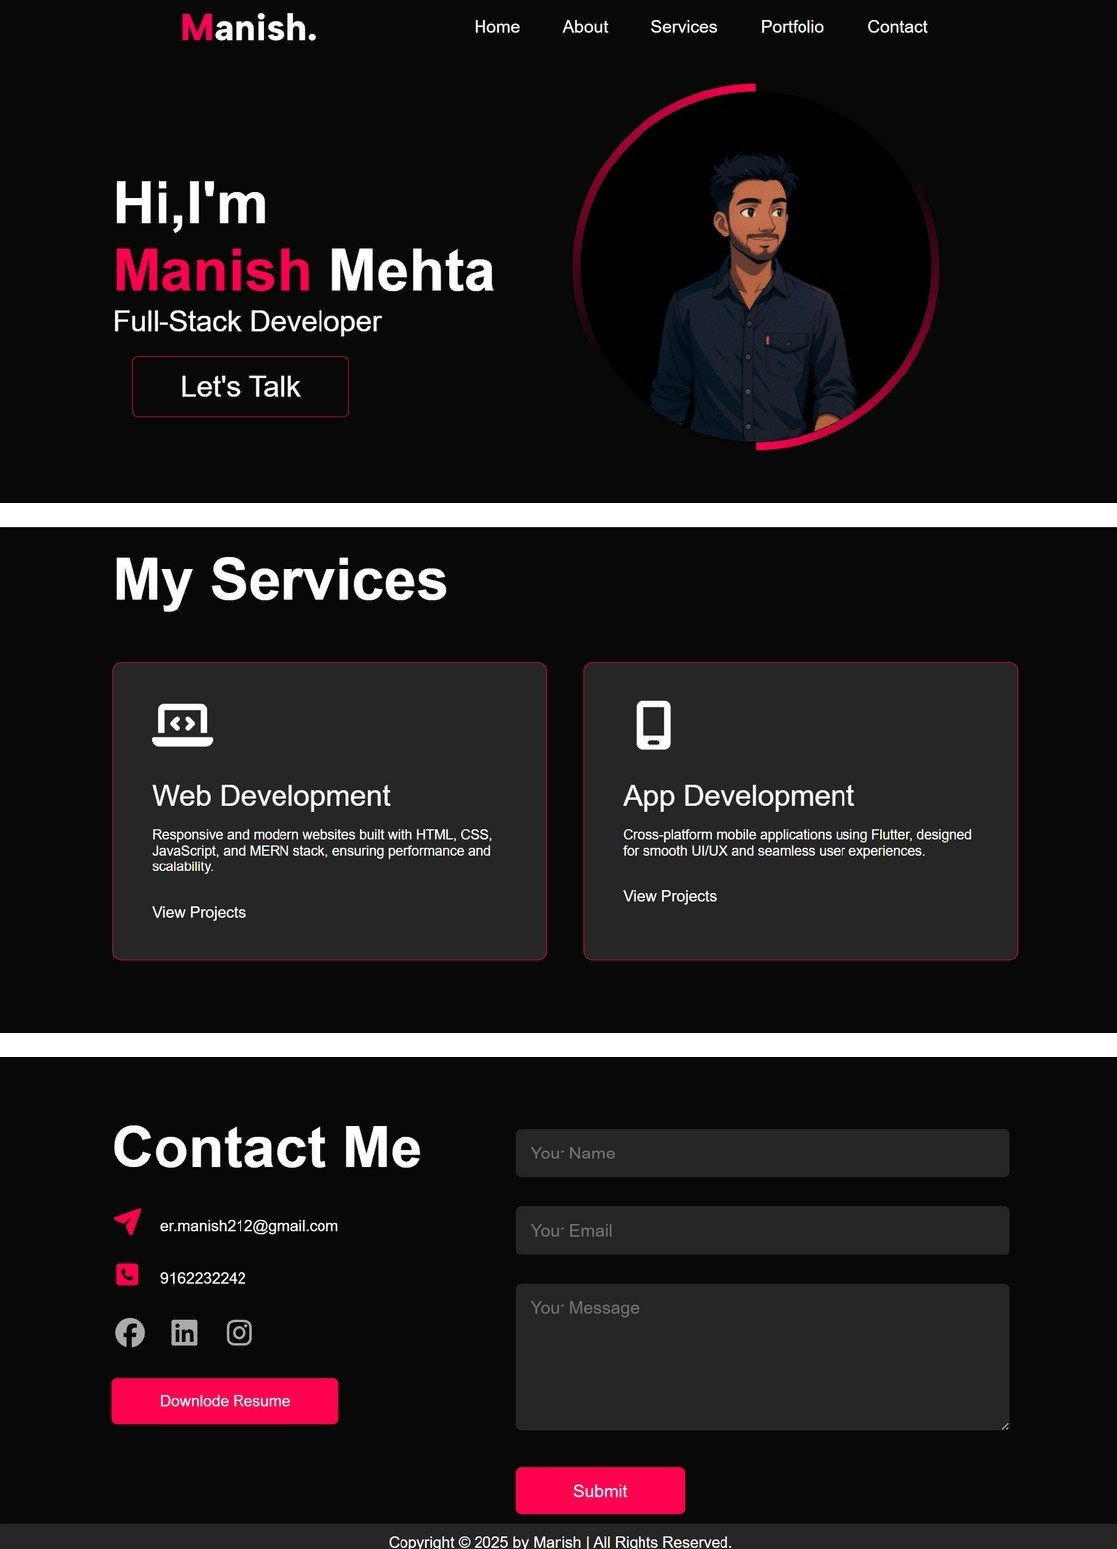 Manish.
Home About Services Portfolio Contact
Hi,I'm
Manish Mehta
Full-Stack Developer
Let's Talk
My Services
Web Development
Responsive and modern websites built with HTML, CSS,
JavaScript, and MERN stack, ensuring performance and
scalability.
View Projects
App Development
Cross-platform mobile applications using Flutter, designed
for smooth UI/UX and seamless user experiences.
View Projects
Contact Me
er.manish212@gmail.com
9162232242
Downlode Resume
Your Name
Your Email
Your Message
Submit
Copyright © 2025 by Manish | All Rights Reserved.